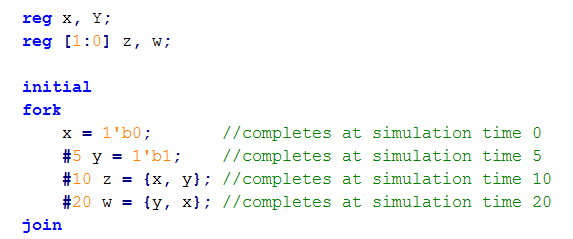 reg x, Y;
reg [1:0] z, w;
initial
fork
x = 1'b0; //completes at simulation time 0
#5 y = 1'b1; //completes at simulation time 5
#10 z = {x, y}; //completes at simulation time 10
#20 w = {y, x}; //completes at simulation time 20
join